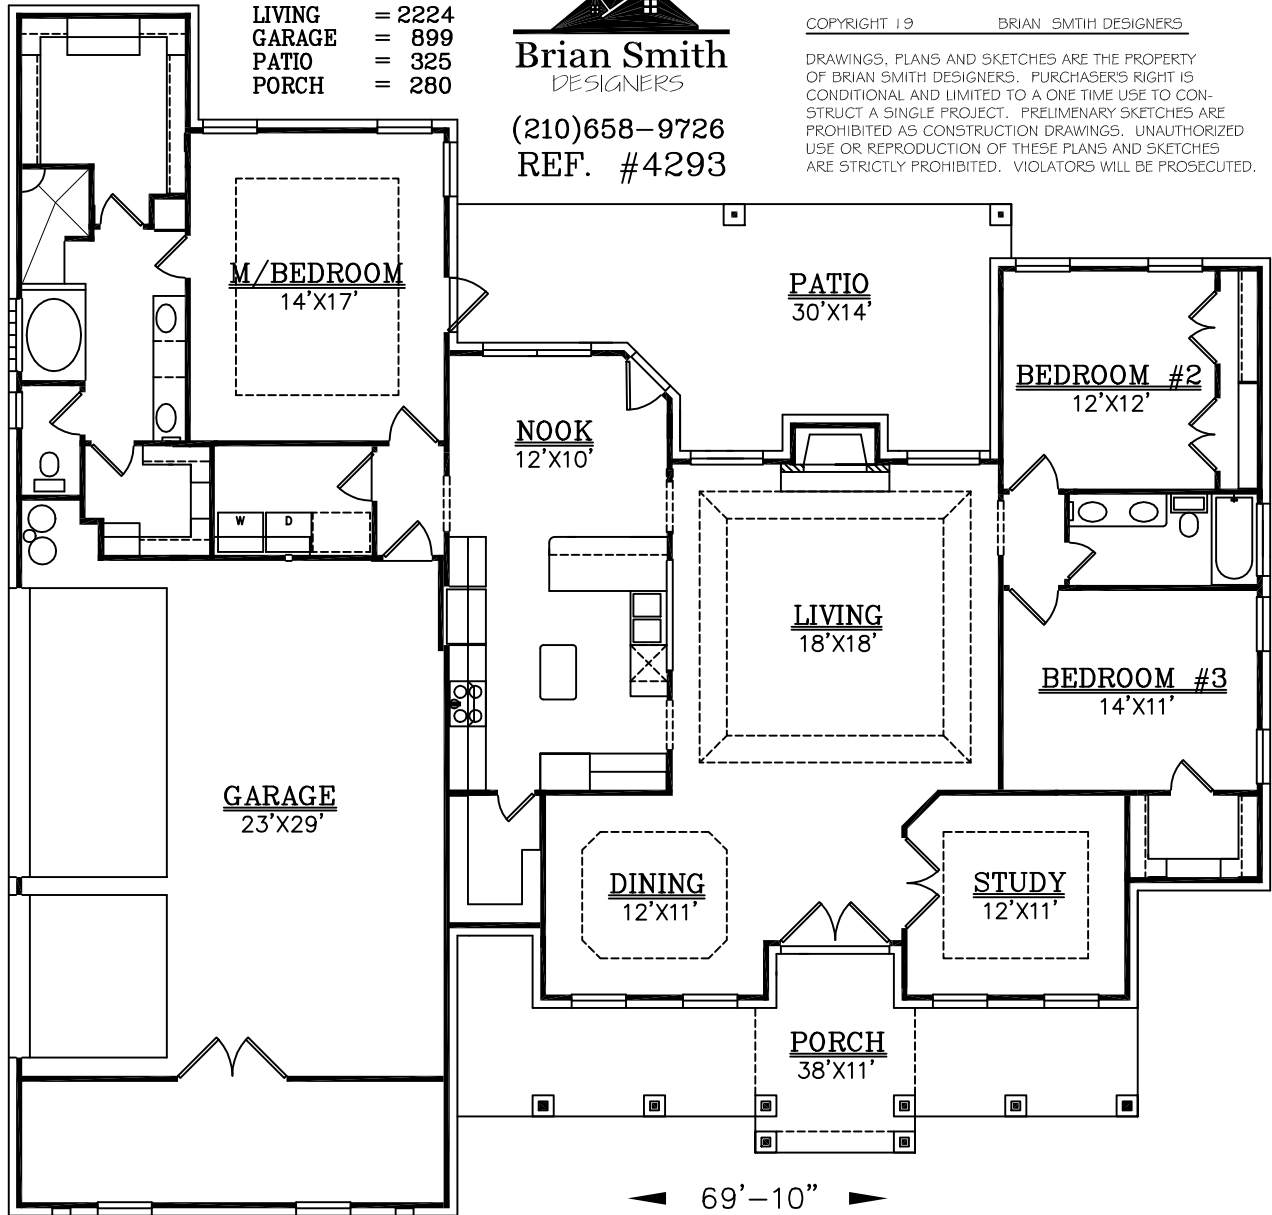 LIVING = 2224
GARAGE = 899
PATIO = 325
PORCH = 280
Brian Smith
DESIGNERS
(210)658-9726
REF. #4293
COPYRIGHT 19 BRIAN SMTIH DESIGNERS
DRAWINGS, PLANS AND SKETCHES ARE THE PROPERTY
OF BRIAN SMITH DESIGNERS. PURCHASER'S RIGHT IS
CONDITIONAL AND LIMITED TO A ONE TIME USE TO CON-
STRUCT A SINGLE PROJECT. PRELIMENARY SKETCHES ARE
PROHIBITED AS CONSTRUCTION DRAWINGS. UNAUTHORIZED
USE OR REPRODUCTION OF THESE PLANS AND SKETCHES
ARE STRICTLY PROHIBITED. VIOLATORS WILL BE PROSECUTED.
M/BEDROOM
14'X17'
PATIO
30'X14'
BEDROOM #2
12'X12'
NOOK
12'X10'
W D
LIVING
18'X18'
BEDROOM #3
14'X11'
GARAGE
23'X29'
DINING
12'X11'
STUDY
12'X11'
PORCH
38'X11'
69'-10"